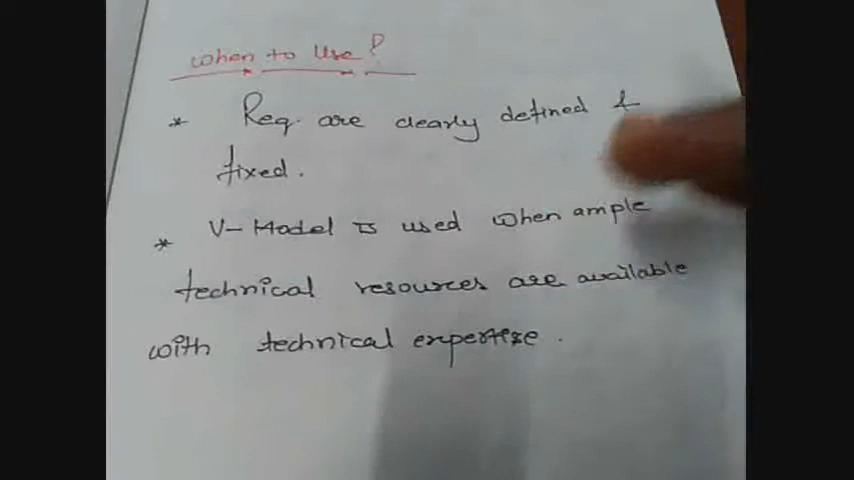 When to Use?
* Req. are clearly defined &
fixed.
* V-Model is used when ample
technical resources are available
with technical expertise.